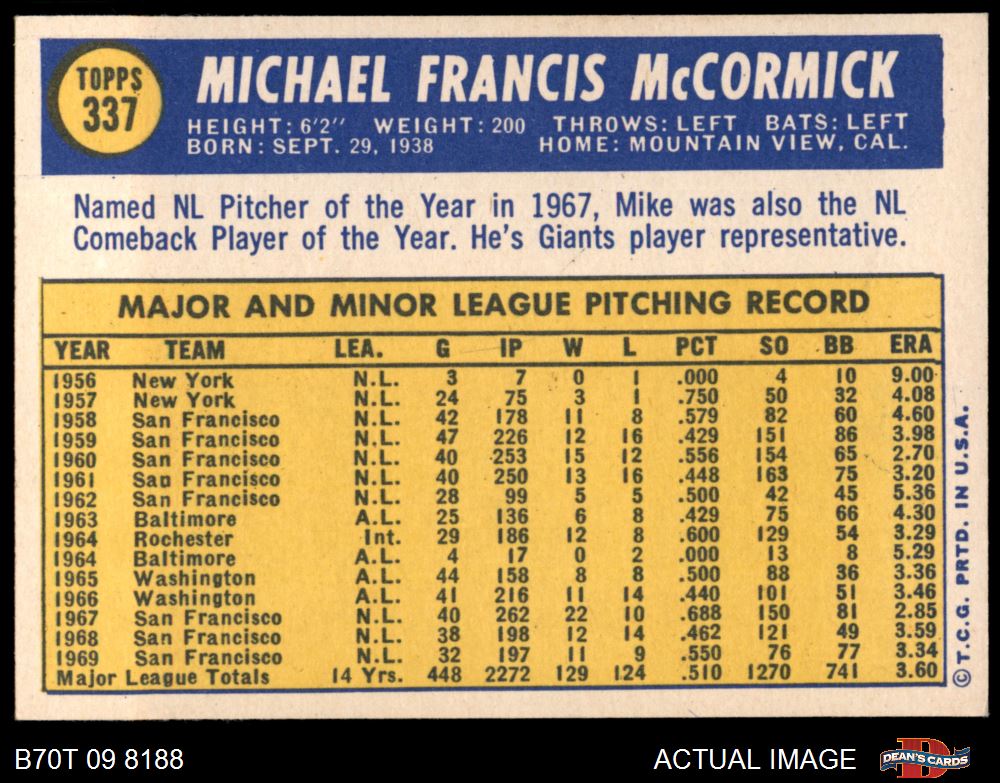 TOPPS
337
MICHAEL FRANCIS McCORMICK
HEIGHT: 6'2" WEIGHT: 200 THROWS: LEFT BATS: LEFT
BORN: SEPT. 29, 1938 HOME: MOUNTAIN VIEW, CAL.
Named NL Pitcher of the Year in 1967, Mike was also the NL
Comeback Player of the Year. He's Giants player representative.
MAJOR AND MINOR LEAGUE PITCHING RECORD
YEAR TEAM LEA. G IP W L PCT SO BB ERA
1956 New York N.L. 3 7 0 1 .000 4 10 9.00
1957 New York N.L. 24 75 3 1 .750 50 32 4.08
1958 San Francisco N.L. 42 178 11 8 .579 82 60 4.60
1959 San Francisco N.L. 47 226 12 16 .429 151 86 3.98
1960 San Francisco N.L. 40 253 15 12 .556 154 65 2.70
1961 San Francisco N.L. 40 250 13 16 .448 163 75 3.20
1962 San Francisco N.L. 28 99 5 5 .500 42 45 5.36
1963 Baltimore A.L. 25 136 6 8 .429 75 66 4.30
1964 Rochester Int. 29 186 12 8 .600 129 54 3.29
1964 Baltimore A.L. 4 17 0 2 .000 13 8 5.29
1965 Washington A.L. 44 158 8 8 .500 88 36 3.36
1966 Washington A.L. 41 216 11 14 .440 101 51 3.46
1967 San Francisco N.L. 40 262 22 10 .688 150 81 2.85
1968 San Francisco N.L. 38 198 12 14 .462 121 49 3.59
1969 San Francisco N.L. 32 197 11 9 .550 76 77 3.34
Major League Totals 14 Yrs. 448 2272 129 124 .510 1270 741 3.60
© T.C.G. PRTD. IN U.S.A.
B70T 09 8188
ACTUAL IMAGE
DEAN'S CARDS